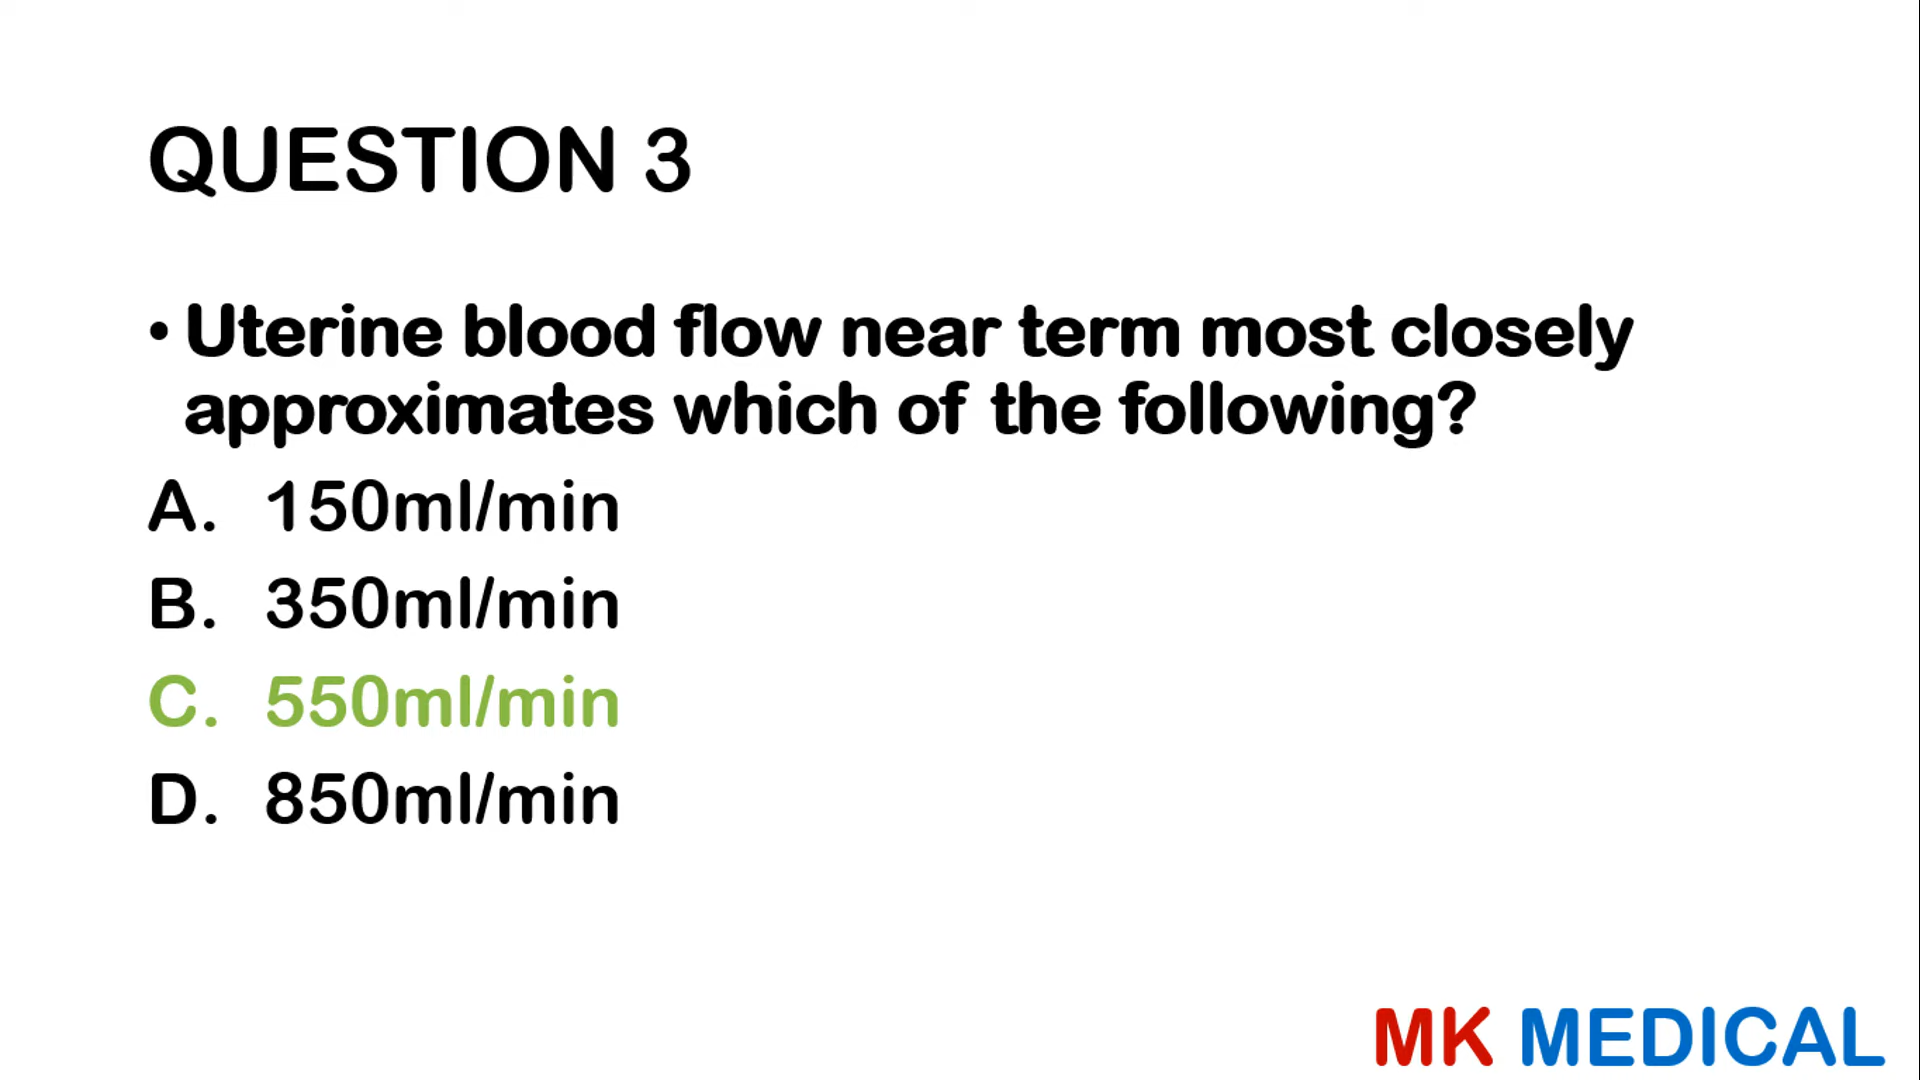 QUESTION 3
• Uterine blood flow near term most closely
approximates which of the following?
A. 150ml/min
B. 350ml/min
C. 550ml/min
D. 850ml/min
MK MEDICAL